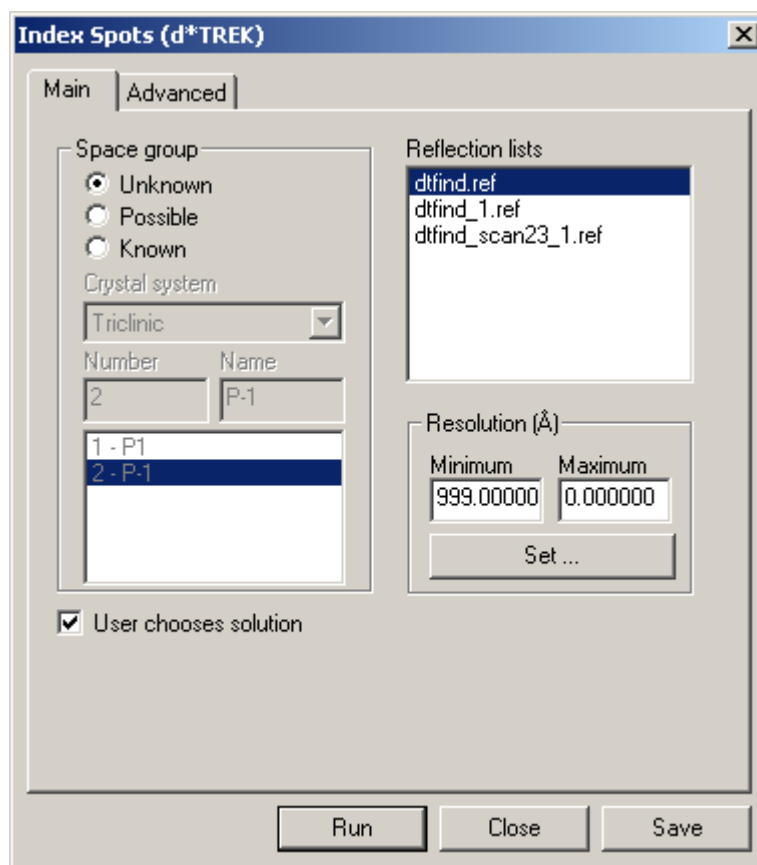 Index Spots (d*TREK)
Main Advanced
Space group
Unknown
Possible
Known
Crystal system
Triclinic
Number Name
2 P-1
1 - P1
2 - P-1
User chooses solution
Reflection lists
dtfind.ref
dtfind_1.ref
dtfind_scan23_1.ref
Resolution (Å)
Minimum Maximum
999.00000 0.000000
Set ...
Run Close Save